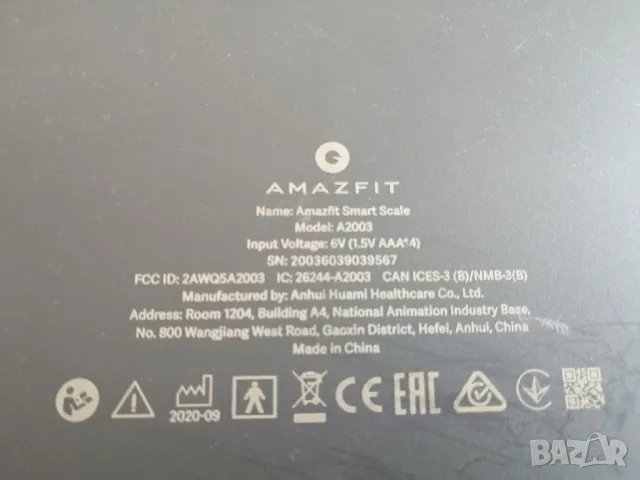 AMAZFIT
Name: Amazfit Smart Scale
Model: A2003
Input Voltage: 6V (1.5V AAA*4)
SN: 20036039039567
FCC ID: 2AWQ5A2003 IC: 26244-A2003 CAN ICES-3 (B)/NMB-3(B)
Manufactured by: Anhui Huami Healthcare Co., Ltd.
Address: Room 1204, Building A4, National Animation Industry Base,
No. 800 Wangjiang West Road, Gaoxin District, Hefei, Anhui, China
Made in China
2020-09
CE EAC
BAZAR
bg